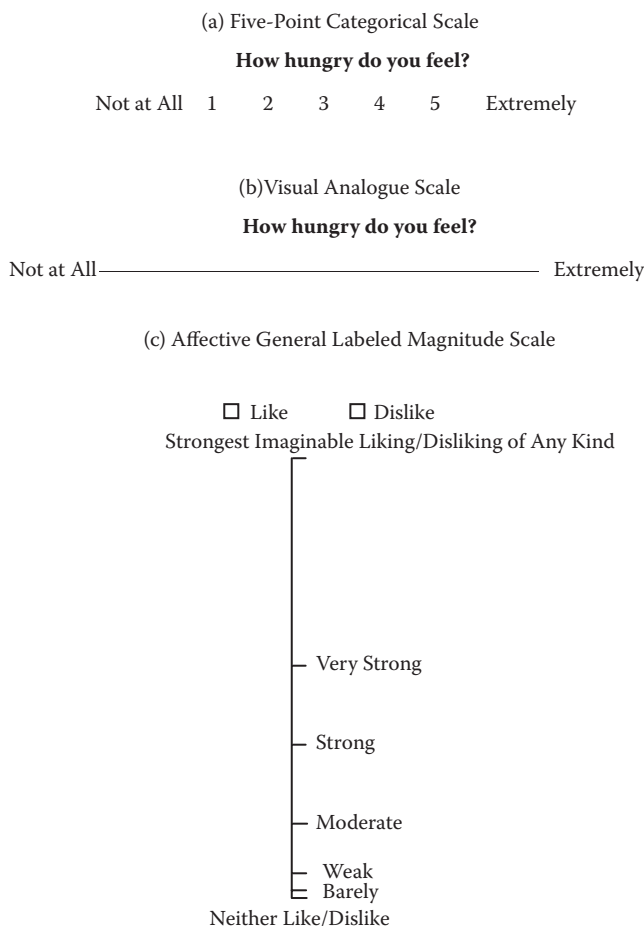 (a) Five-Point Categorical Scale
How hungry do you feel?
Not at All 1 2 3 4 5 Extremely
(b)Visual Analogue Scale
How hungry do you feel?
Not at All Extremely
(c) Affective General Labeled Magnitude Scale
Like Dislike
Strongest Imaginable Liking/Disliking of Any Kind
Very Strong
Strong
Moderate
Weak
Barely
Neither Like/Dislike